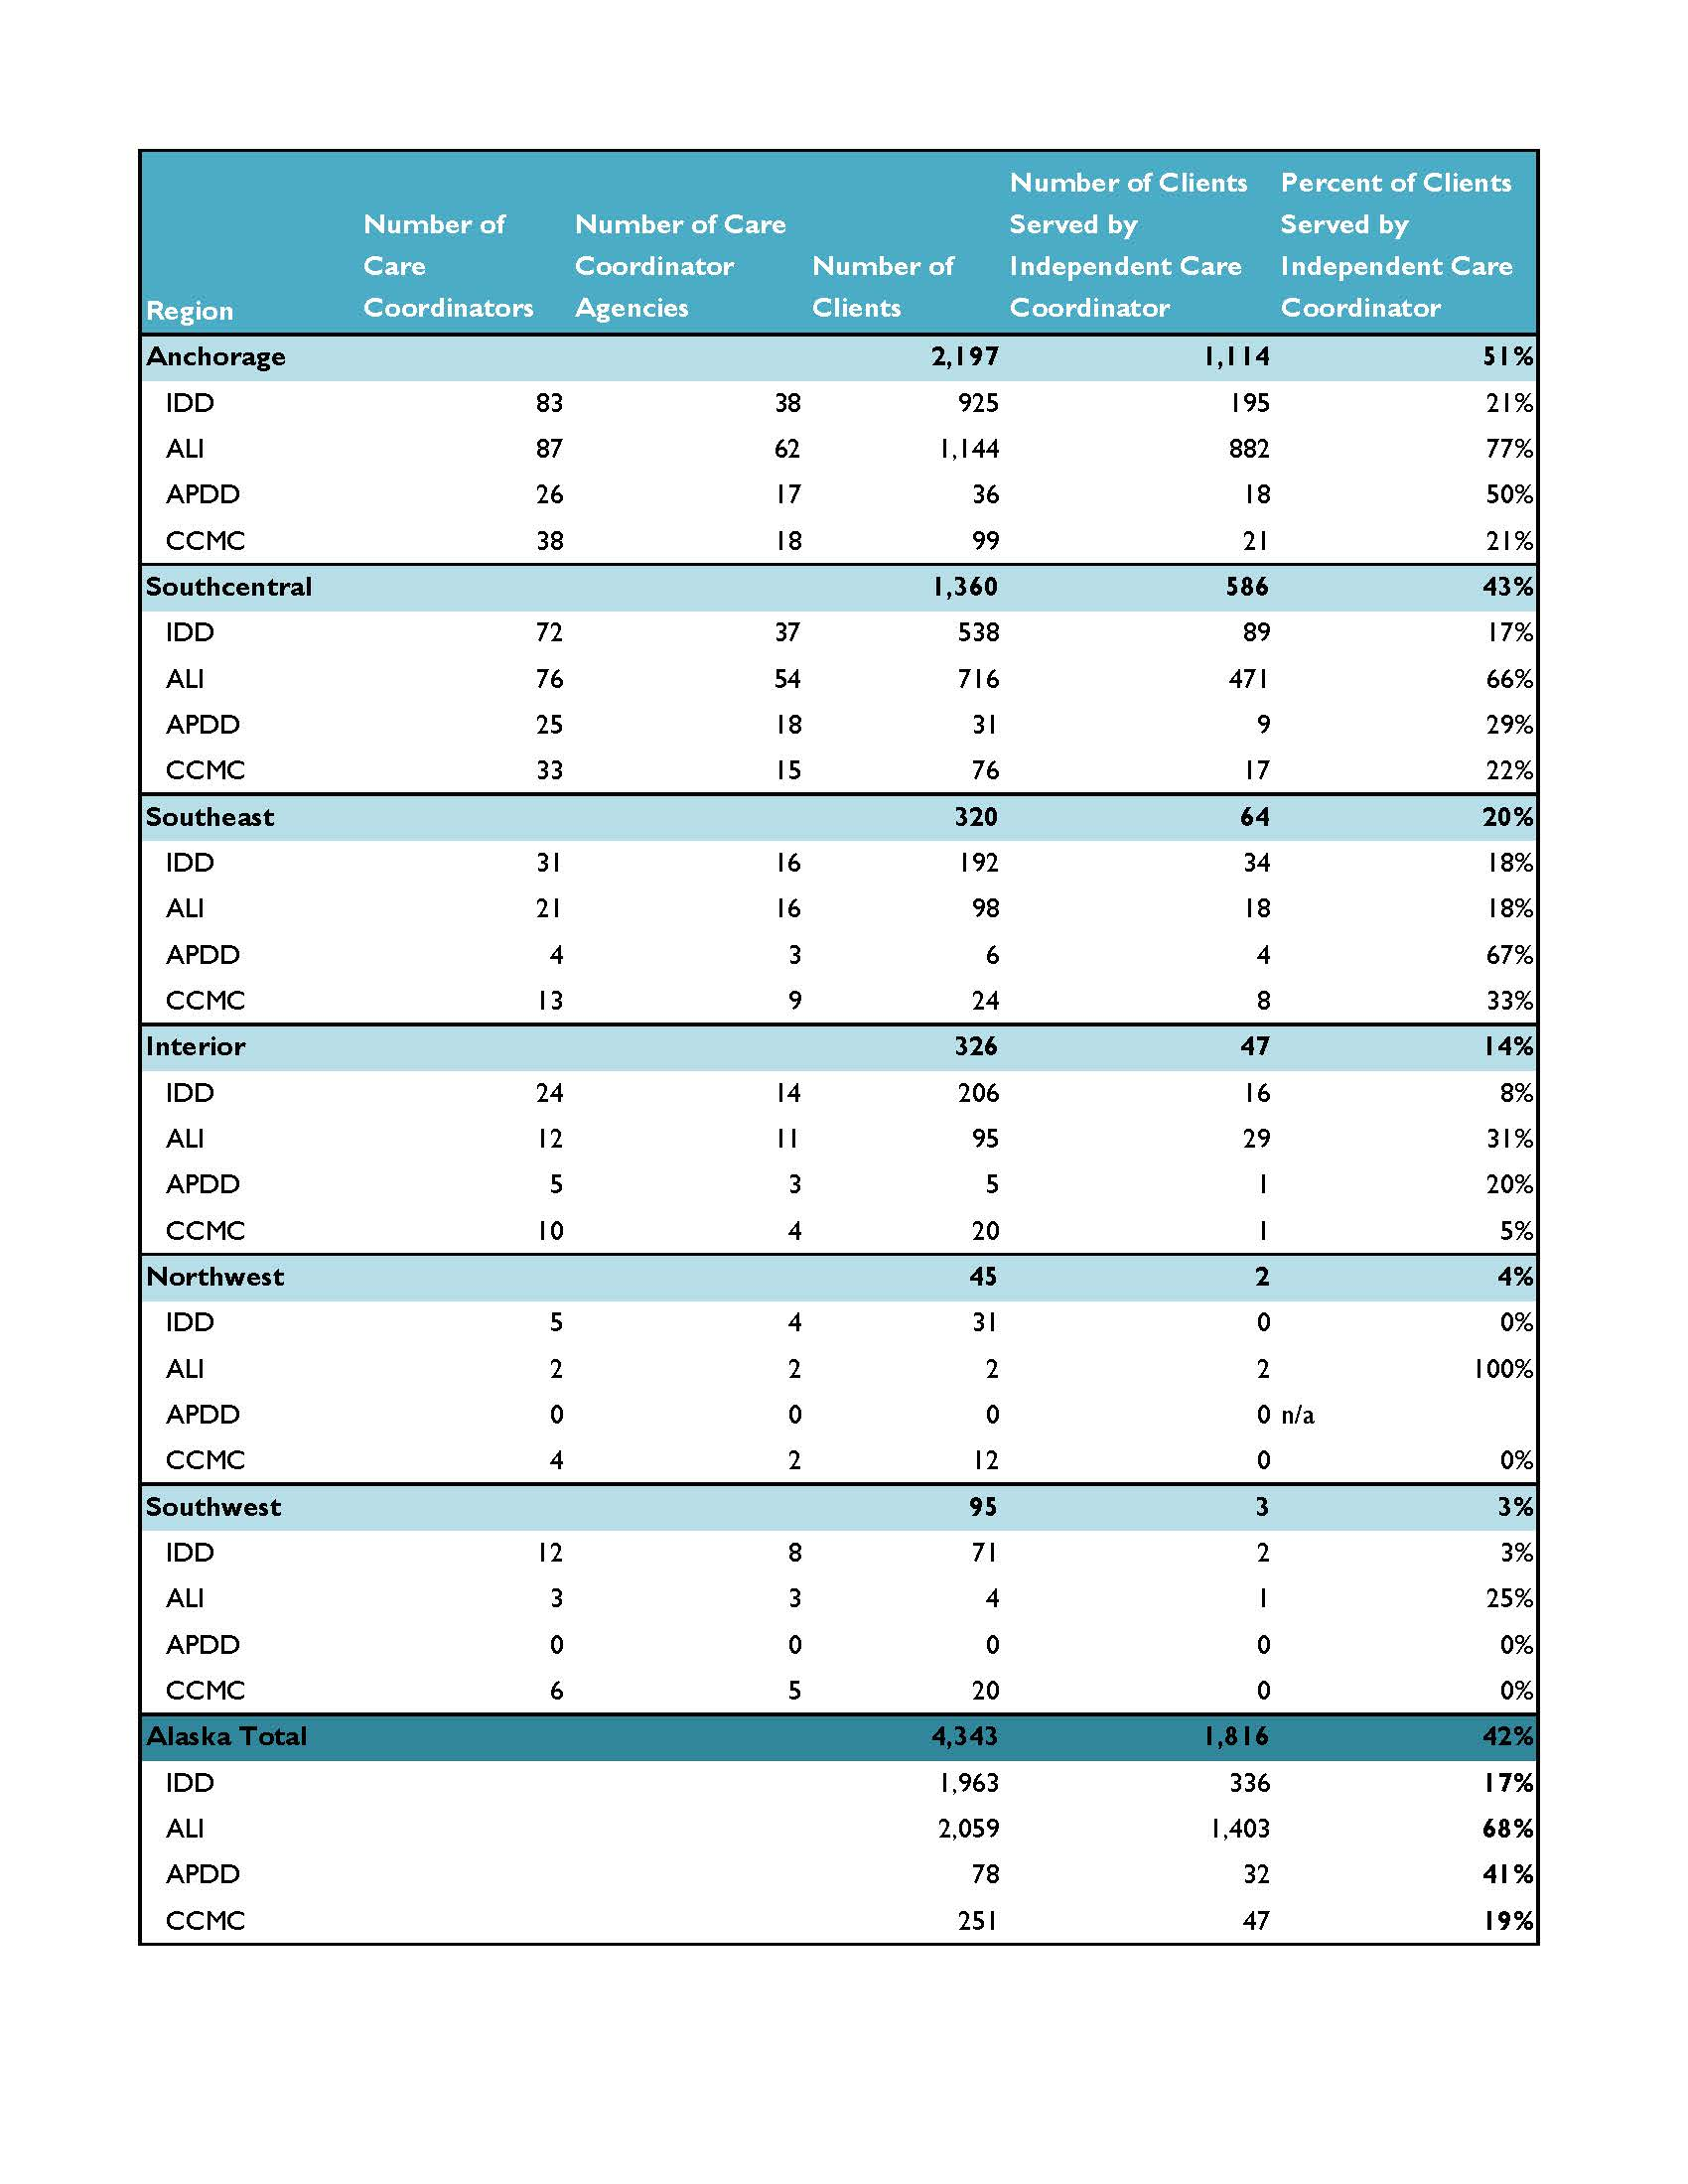 Region Number of Care Coordinators Number of Care Coordinator Agencies Number of Clients Number of Clients Served by Independent Care Coordinator Percent of Clients Served by Independent Care Coordinator
Anchorage 2,197 1,114 51%
IDD 83 38 925 195 21%
ALI 87 62 1,144 882 77%
APDD 26 17 36 18 50%
CCMC 38 18 99 21 21%
Southcentral 1,360 586 43%
IDD 72 37 538 89 17%
ALI 76 54 716 471 66%
APDD 25 18 31 9 29%
CCMC 33 15 76 17 22%
Southeast 320 64 20%
IDD 31 16 192 34 18%
ALI 21 16 98 18 18%
APDD 4 3 6 4 67%
CCMC 13 9 24 8 33%
Interior 326 47 14%
IDD 24 14 206 16 8%
ALI 12 11 95 29 31%
APDD 5 3 5 1 20%
CCMC 10 4 20 1 5%
Northwest 45 2 4%
IDD 5 4 31 0 0%
ALI 2 2 2 2 100%
APDD 0 0 0 0 n/a
CCMC 4 2 12 0 0%
Southwest 95 3 3%
IDD 12 8 71 2 3%
ALI 3 3 4 1 25%
APDD 0 0 0 0 0%
CCMC 6 5 20 0 0%
Alaska Total 4,343 1,816 42%
IDD 1,963 336 17%
ALI 2,059 1,403 68%
APDD 78 32 41%
CCMC 251 47 19%